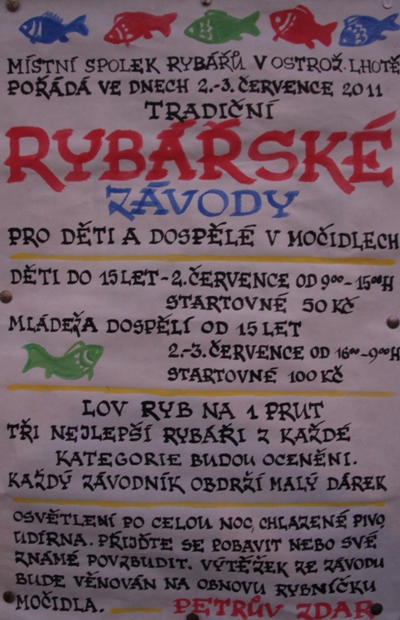 MÍSTNÍ SPOLEK RYBÁŘŮ V OSTROŽ. LHOTĚ
POŘÁDÁ VE DNECH 2.-3. ČERVENCE 2011
TRADIČNÍ
RYBÁŘSKÉ
ZÁVODY
PRO DĚTI A DOSPĚLÉ V MOČIDLECH
DĚTI DO 15 LET - 2. ČERVENCE OD 9⁰⁰ - 15⁰⁰H
STARTOVNÉ 50 KČ
MLÁDEŽ A DOSPĚLÍ OD 15 LET
2.-3. ČERVENCE OD 16⁰⁰-9⁰⁰H
STARTOVNÉ 100 KČ
LOV RYB NA 1 PRUT
TŘI NEJLEPŠÍ RYBÁŘI Z KAŽDÉ
KATEGORIE BUDOU OCENĚNI.
KAŽDÝ ZÁVODNÍK OBDRŽÍ MALÝ DÁREK
OSVĚTLENÍ PO CELOU NOC, CHLAZENÉ PIVO,
UDÍRNA. PŘIJĎTE SE POBAVIT NEBO SVÉ
ZNÁMÉ POVZBUDIT. VÝTĚŽEK ZE ZÁVODU
BUDE VĚNOVÁN NA OBNOVU RYBNÍČKU
MOČIDLA. PETRŮV ZDAR